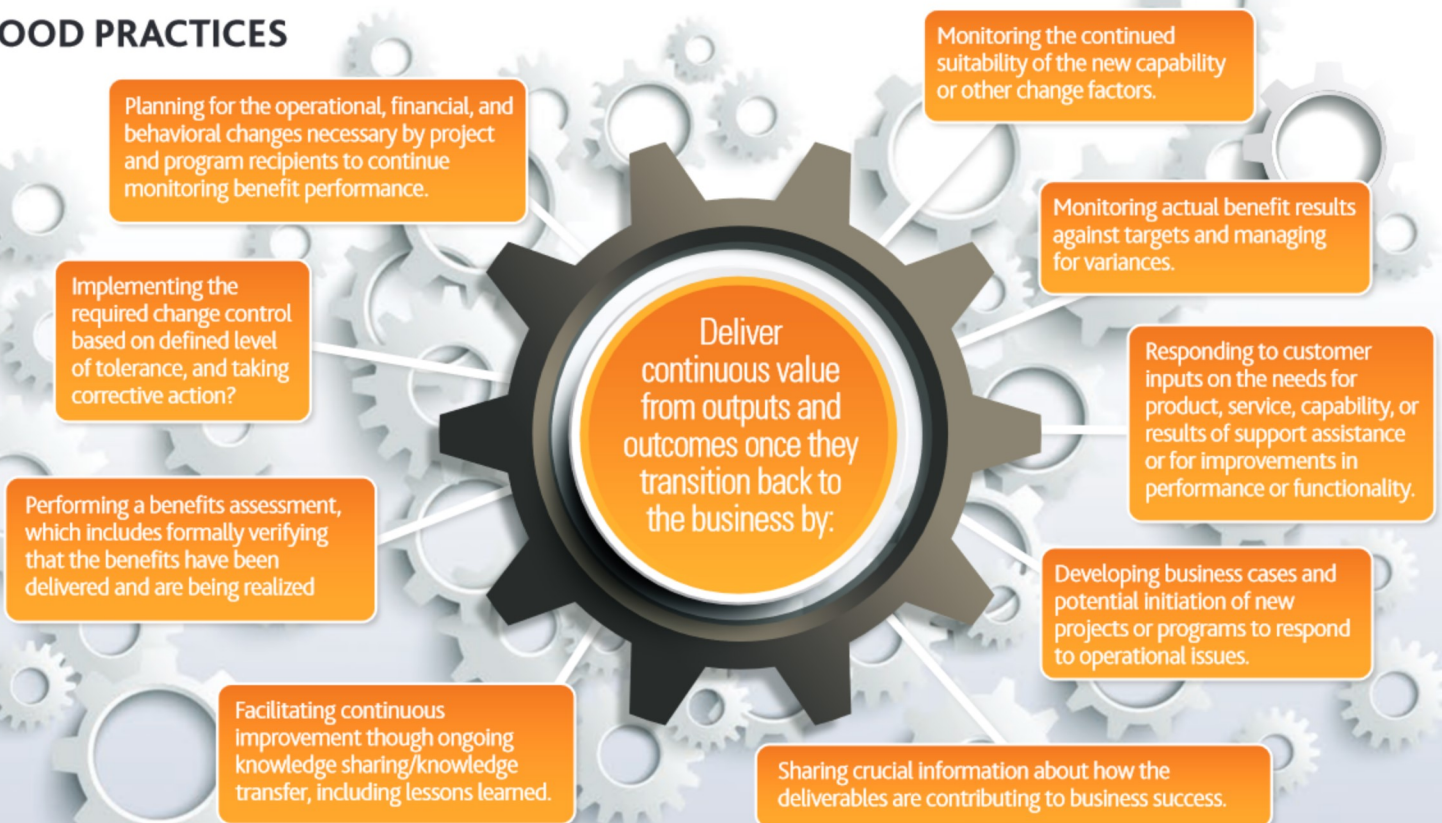 OOD PRACTICES
Planning for the operational, financial, and
behavioral changes necessary by project
and program recipients to continue
monitoring benefit performance.
Implementing the
required change control
based on defined level
of tolerance, and taking
corrective action?
Performing a benefits assessment,
which includes formally verifying
that the benefits have been
delivered and are being realized
Facilitating continuous
improvement though ongoing
knowledge sharing/knowledge
transfer, including lessons learned.
Deliver
continuous value
from outputs and
outcomes once they
transition back to
the business by:
Monitoring the continued
suitability of the new capability
or other change factors.
Monitoring actual benefit results
against targets and managing
for variances.
Responding to customer
inputs on the needs for
product, service, capability, or
results of support assistance
or for improvements in
performance or functionality.
Developing business cases and
potential initiation of new
projects or programs to respond
to operational issues.
Sharing crucial information about how the
deliverables are contributing to business success.